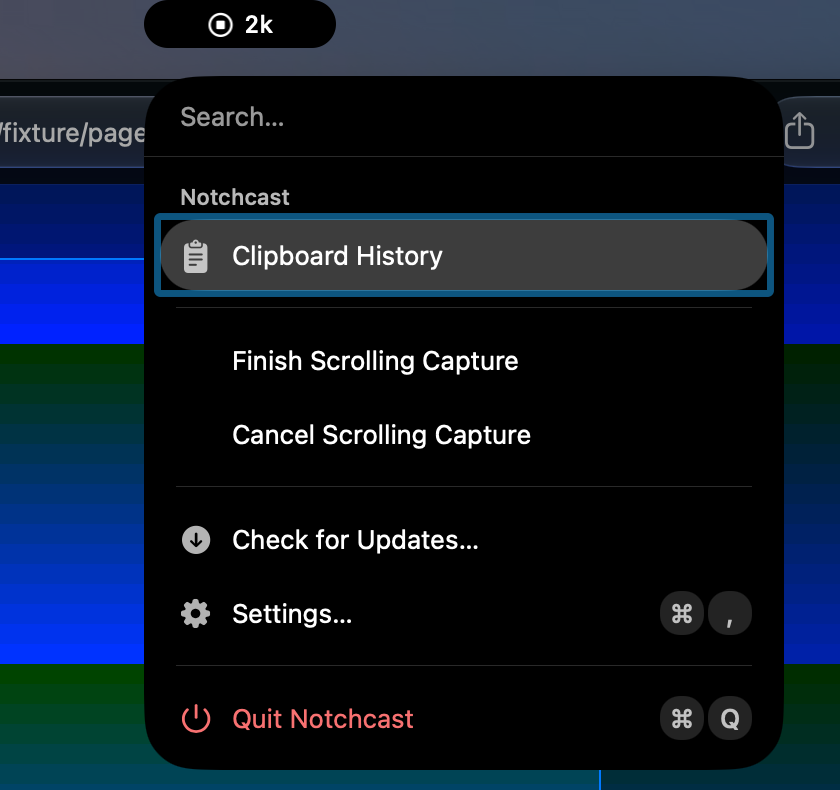 2k
/fixture/page
Search...
Notchcast
Clipboard History
Finish Scrolling Capture
Cancel Scrolling Capture
Check for Updates...
Settings... ⌘ ,
Quit Notchcast ⌘ Q